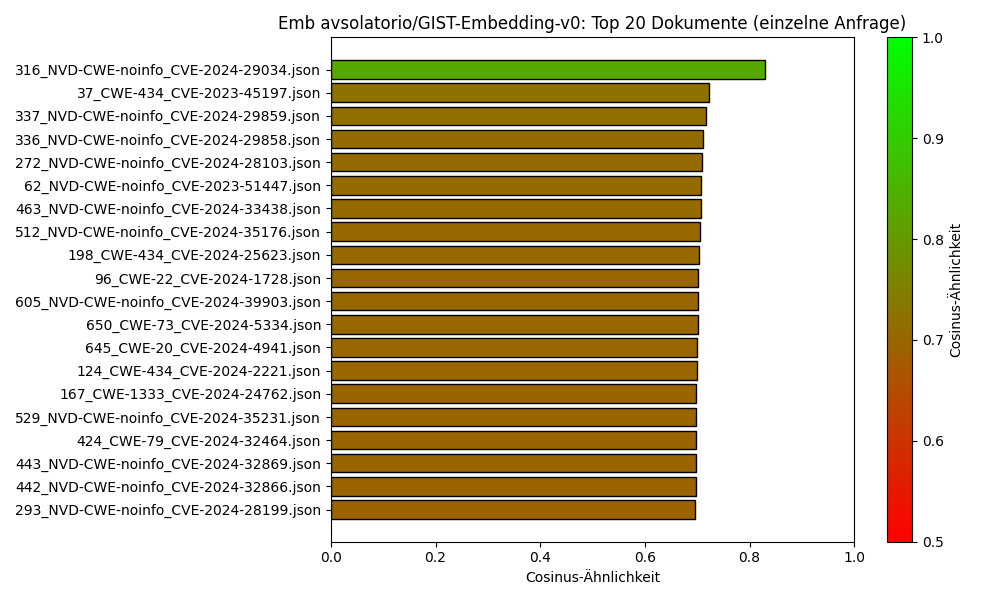 Emb avsolatorio/GIST-Embedding-v0: Top 20 Dokumente (einzelne Anfrage)
316_NVD-CWE-noinfo_CVE-2024-29034.json
37_CWE-434_CVE-2023-45197.json
337_NVD-CWE-noinfo_CVE-2024-29859.json
336_NVD-CWE-noinfo_CVE-2024-29858.json
272_NVD-CWE-noinfo_CVE-2024-28103.json
62_NVD-CWE-noinfo_CVE-2023-51447.json
463_NVD-CWE-noinfo_CVE-2024-33438.json
512_NVD-CWE-noinfo_CVE-2024-35176.json
198_CWE-434_CVE-2024-25623.json
96_CWE-22_CVE-2024-1728.json
605_NVD-CWE-noinfo_CVE-2024-39903.json
650_CWE-73_CVE-2024-5334.json
645_CWE-20_CVE-2024-4941.json
124_CWE-434_CVE-2024-2221.json
167_CWE-1333_CVE-2024-24762.json
529_NVD-CWE-noinfo_CVE-2024-35231.json
424_CWE-79_CVE-2024-32464.json
443_NVD-CWE-noinfo_CVE-2024-32869.json
442_NVD-CWE-noinfo_CVE-2024-32866.json
293_NVD-CWE-noinfo_CVE-2024-28199.json
0.0 0.2 0.4 0.6 0.8 1.0
Cosinus-Ähnlichkeit
1.0
0.9
0.8
0.7
0.6
0.5
Cosinus-Ähnlichkeit